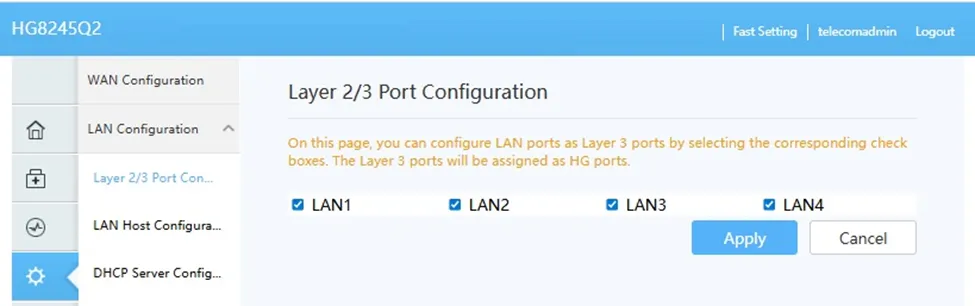 HG8245Q2
Fast Setting
telecomadmin
Logout
WAN Configuration
LAN Configuration
Layer 2/3 Port Con...
LAN Host Configura...
DHCP Server Config...
Layer 2/3 Port Configuration
On this page, you can configure LAN ports as Layer 3 ports by selecting the corresponding check
boxes. The Layer 3 ports will be assigned as HG ports.
LAN1 LAN2 LAN3 LAN4
Apply Cancel